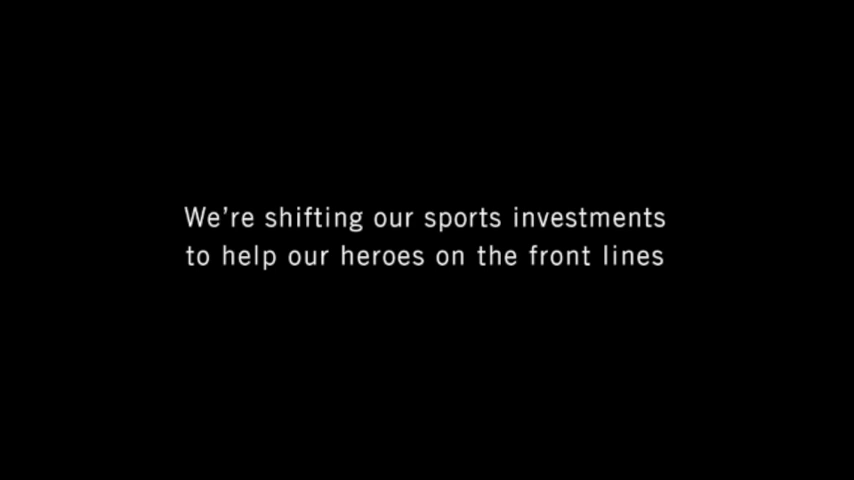 We’re shifting our sports investments
to help our heroes on the front lines